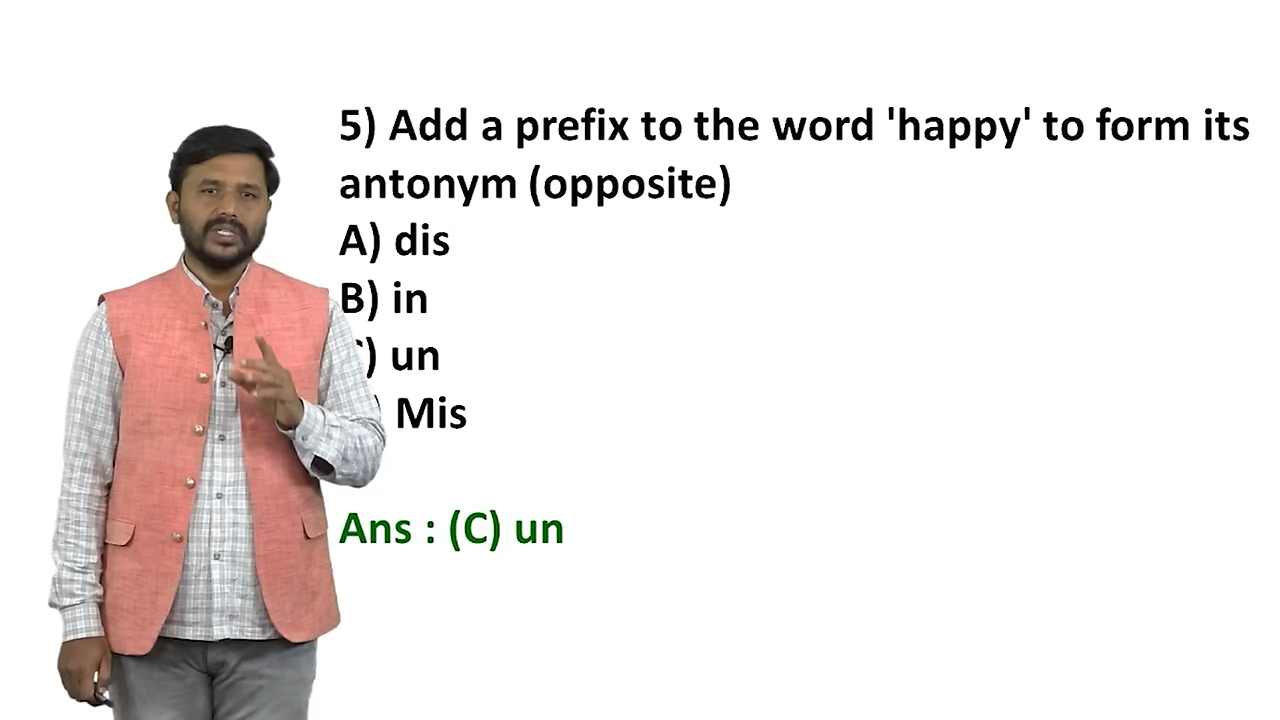 5) Add a prefix to the word 'happy' to form its
antonym (opposite)
A) dis
B) in
) un
) Mis
Ans : (C) un